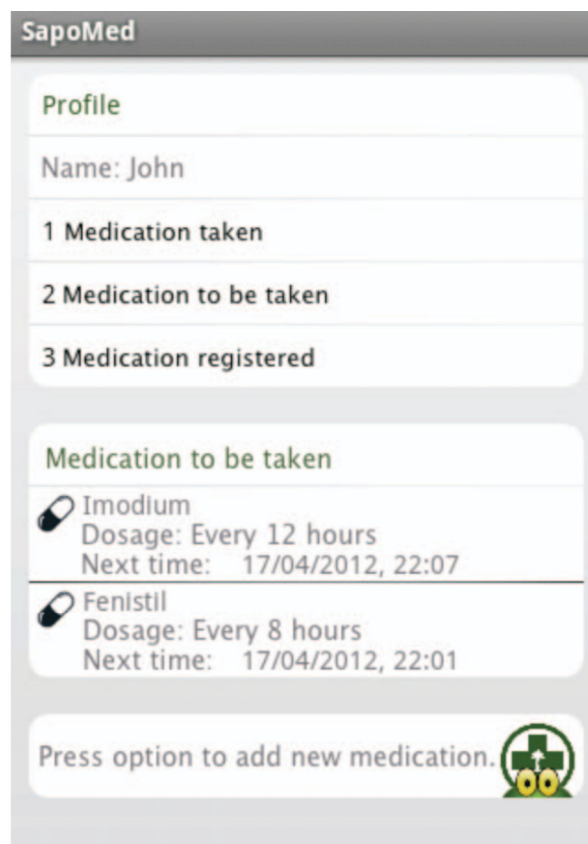 SapoMed
Profile
Name: John
1 Medication taken
2 Medication to be taken
3 Medication registered
Medication to be taken
Imodium
Dosage: Every 12 hours
Next time: 17/04/2012, 22:07
Fenistil
Dosage: Every 8 hours
Next time: 17/04/2012, 22:01
Press option to add new medication.